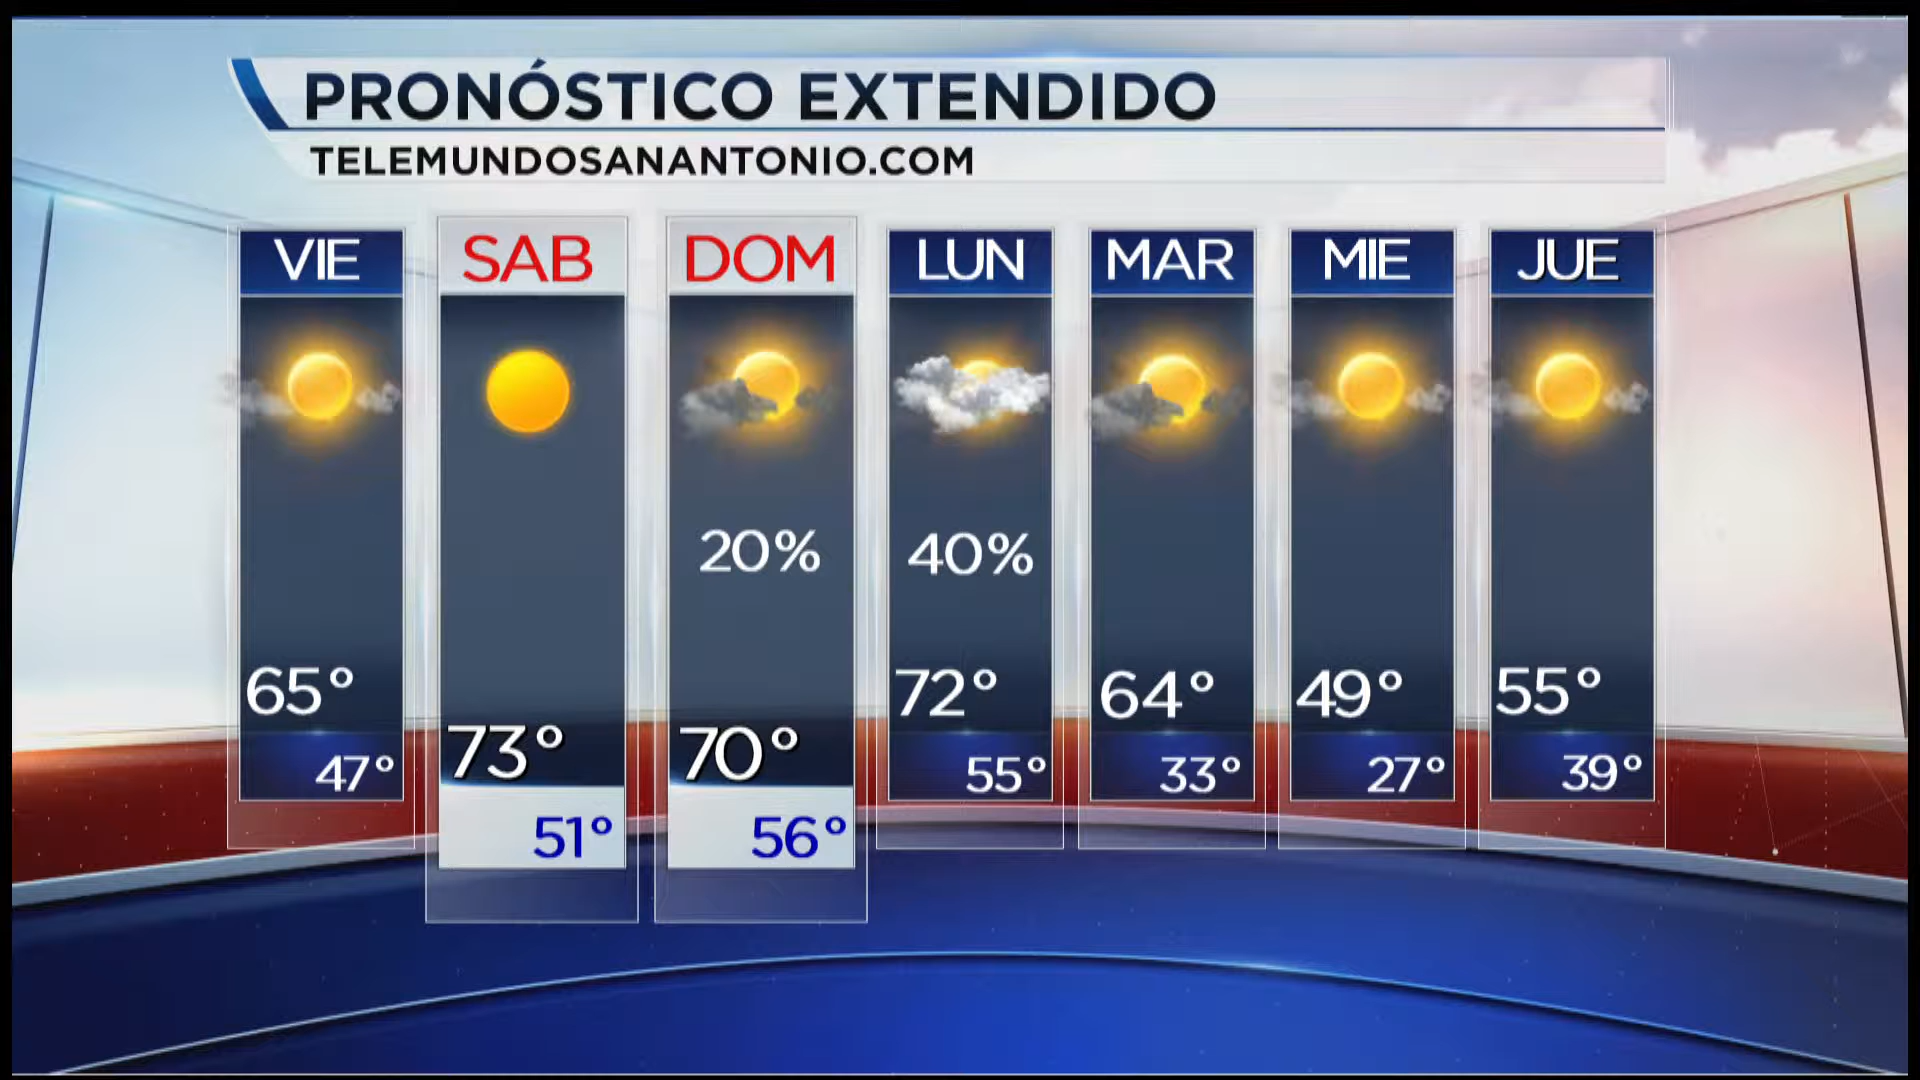 PRONÓSTICO EXTENDIDO
TELEMUNDOSANANTONIO.COM
VIE SAB DOM LUN MAR MIE JUE
20% 40%
65° 73° 70° 72° 64° 49° 55°
47° 51° 56° 55° 33° 27° 39°